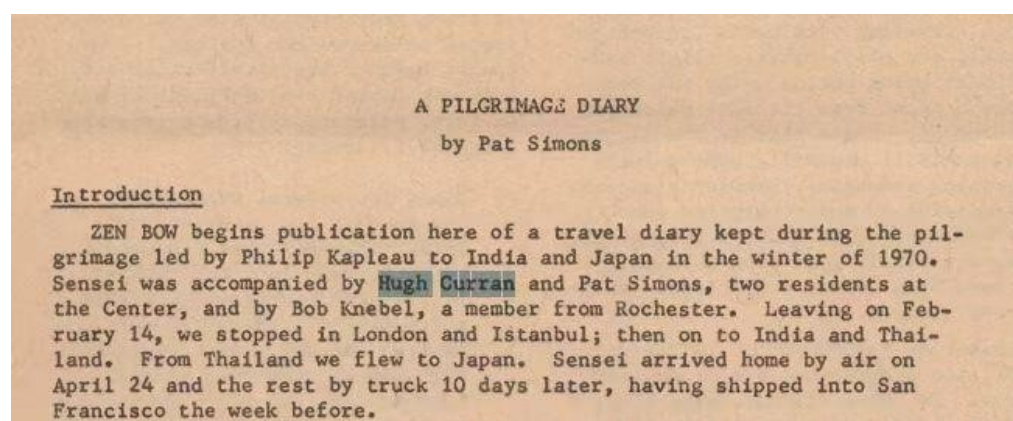 A PILGRIMAGE DIARY
by Pat Simons
Introduction
ZEN BOW begins publication here of a travel diary kept during the pil-
grimage led by Philip Kapleau to India and Japan in the winter of 1970.
Sensei was accompanied by Hugh Curran and Pat Simons, two residents at
the Center, and by Bob Knebel, a member from Rochester. Leaving on Feb-
ruary 14, we stopped in London and Istanbul; then on to India and Thai-
land. From Thailand we flew to Japan. Sensei arrived home by air on
April 24 and the rest by truck 10 days later, having shipped into San
Francisco the week before.